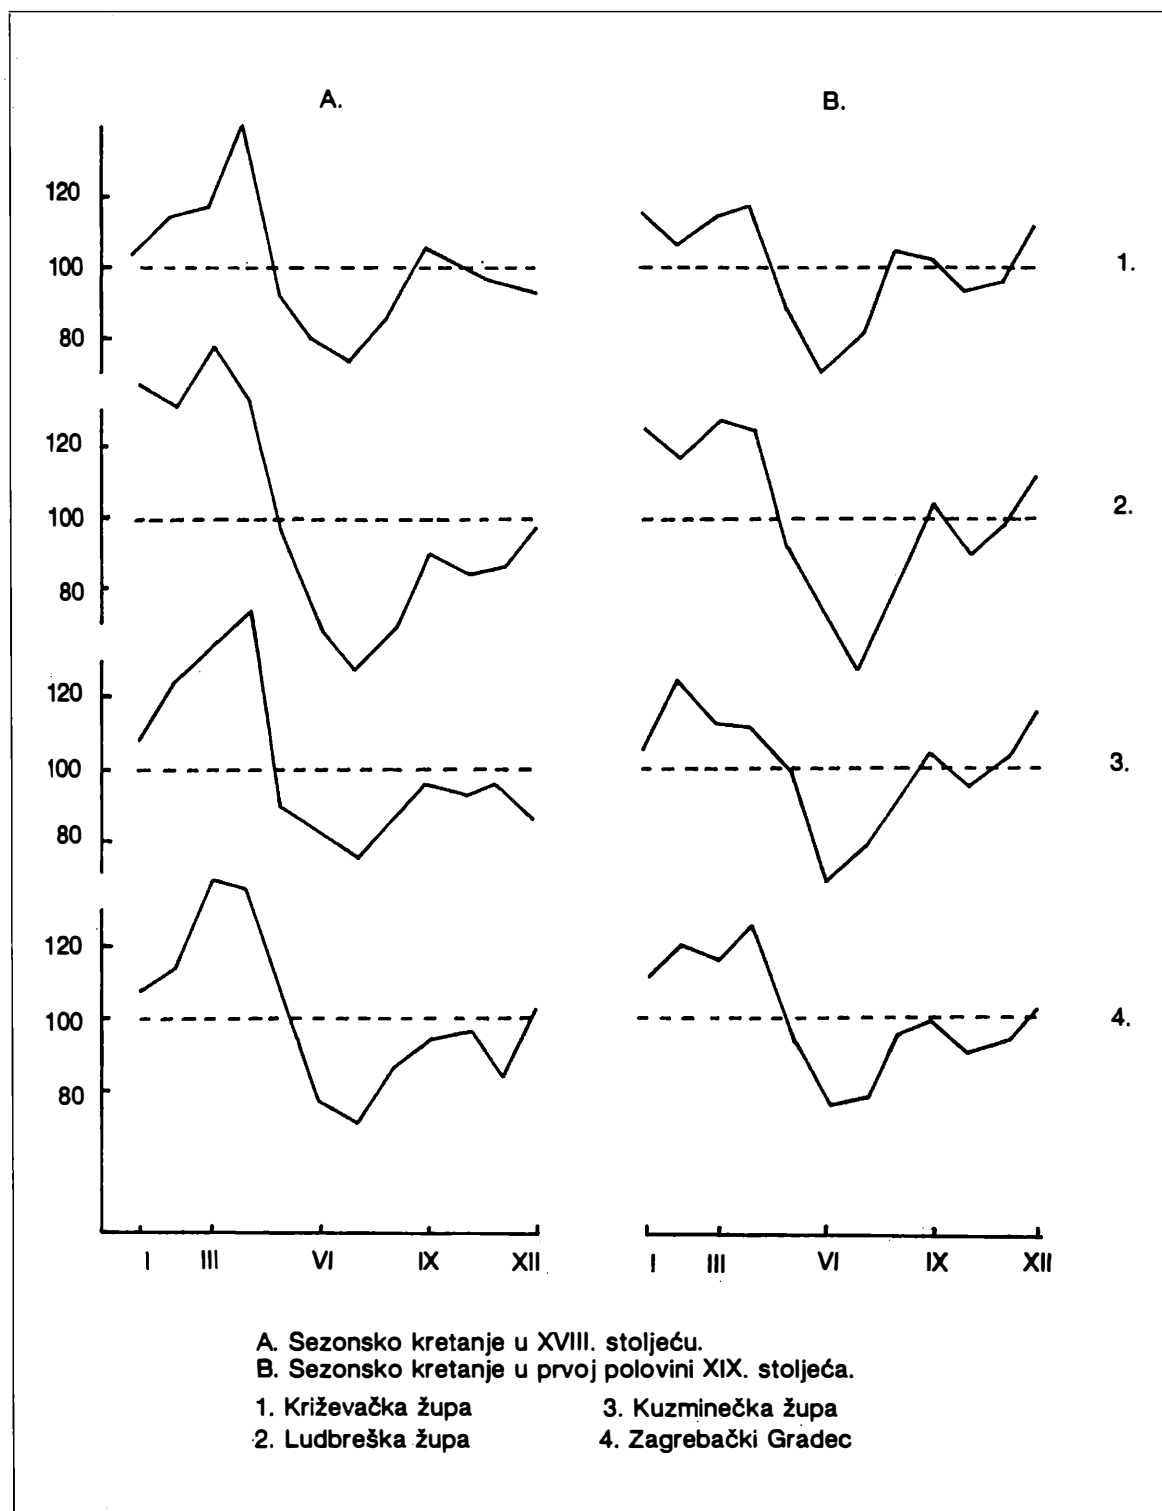 A. B.
120
100 1.
80
120
100 2.
80
120
100 3.
80
120
100 4.
80
I III VI IX XII I III VI IX XII
A. Sezonsko kretanje u XVIII. stoljeću.
B. Sezonsko kretanje u prvoj polovini XIX. stoljeća.
1. Križevačka župa 3. Kuzminečka župa
2. Ludbreška župa 4. Zagrebački Gradec